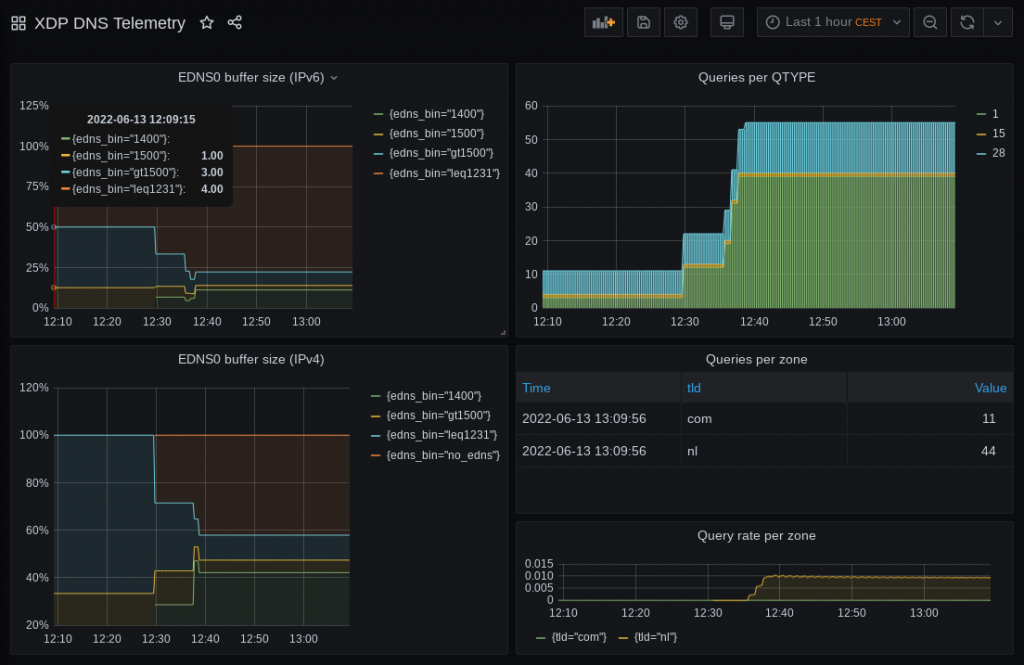 XDP DNS Telemetry
Last 1 hour CEST
EDNS0 buffer size (IPv6)
125%
100%
75%
50%
25%
0%
12:10 12:20 12:30 12:40 12:50 13:00
2022-06-13 12:09:15
{edns_bin="1400"}:
{edns_bin="1500"}: 1.00
{edns_bin="gt1500"}: 3.00
{edns_bin="leq1231"}: 4.00
{edns_bin="1400"}
{edns_bin="1500"}
{edns_bin="gt1500"}
{edns_bin="leq1231"}
Queries per QTYPE
60
50
40
30
20
10
0
12:10 12:20 12:30 12:40 12:50 13:00
1
15
28
EDNS0 buffer size (IPv4)
120%
100%
80%
60%
40%
20%
12:10 12:20 12:30 12:40 12:50 13:00
{edns_bin="1400"}
{edns_bin="gt1500"}
{edns_bin="leq1231"}
{edns_bin="no_edns"}
Queries per zone
Time tld Value
2022-06-13 13:09:56 com 11
2022-06-13 13:09:56 nl 44
Query rate per zone
0.015
0.010
0.005
0
12:10 12:20 12:30 12:40 12:50 13:00
{tld="com"} {tld="nl"}